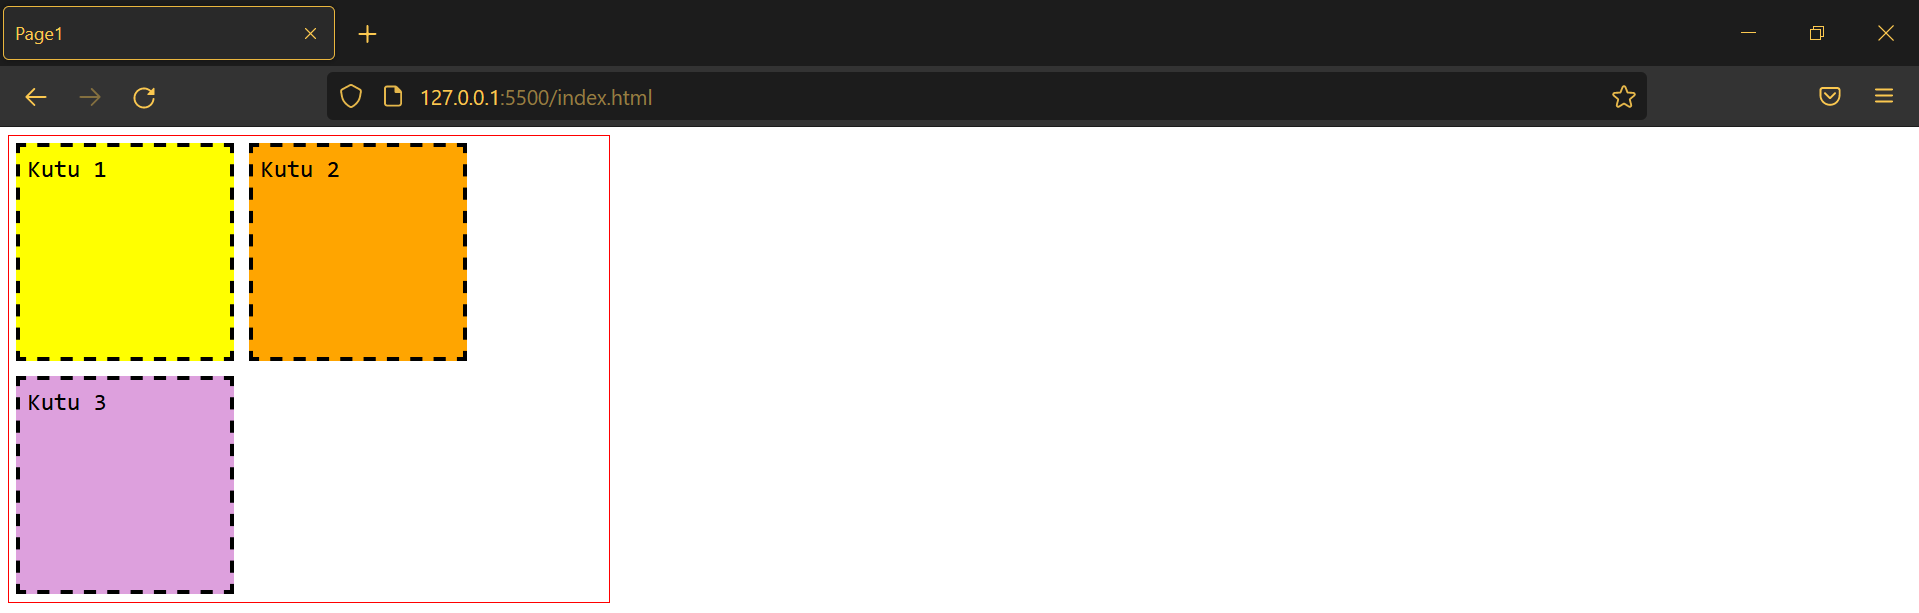 Page1
127.0.0.1:5500/index.html
Kutu 1
Kutu 2
Kutu 3